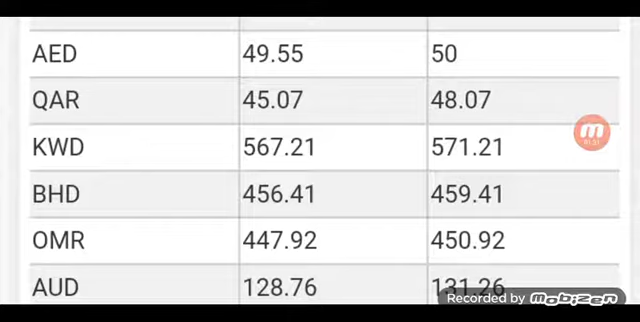 AED 49.55 50
QAR 45.07 48.07
KWD 567.21 571.21
BHD 456.41 459.41
OMR 447.92 450.92
AUD 128.76 131.26
Recorded by Mobizen